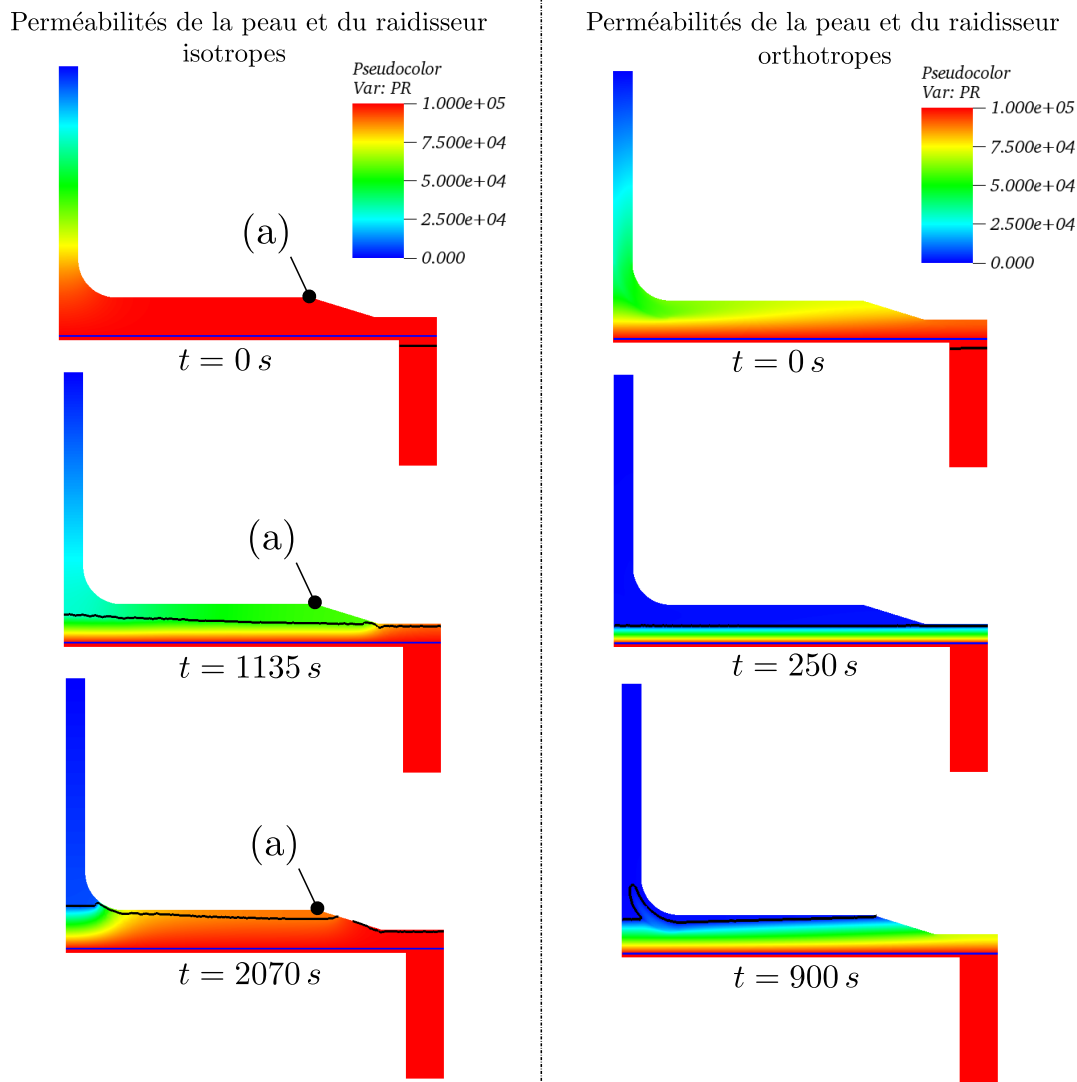 Perméabilités de la peau et du raidisseur
isotropes
Pseudocolor
Var: PR
1.000e+05
7.500e+04
5.000e+04
2.500e+04
0.000
(a)
t = 0 s
(a)
t = 1135 s
(a)
t = 2070 s
Perméabilités de la peau et du raidisseur
orthotropes
Pseudocolor
Var: PR
1.000e+05
7.500e+04
5.000e+04
2.500e+04
0.000
t = 0 s
t = 250 s
t = 900 s